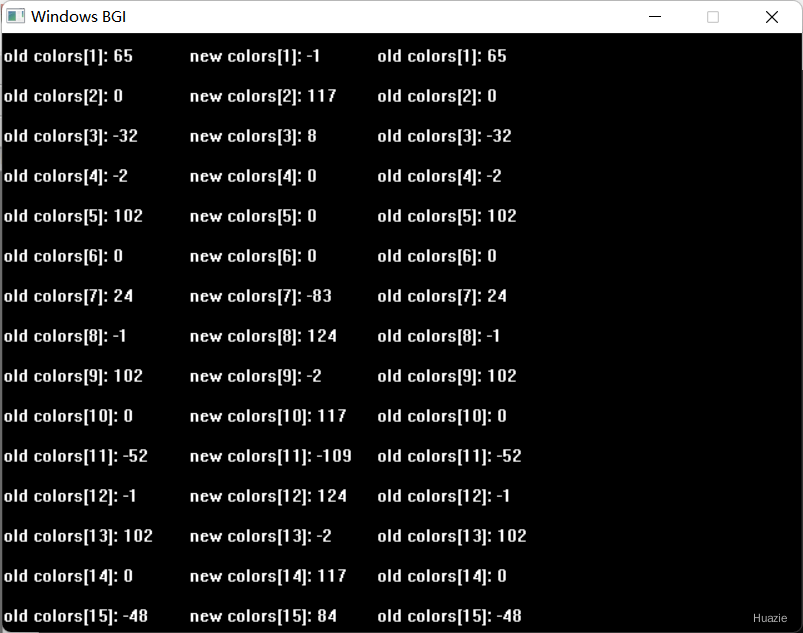 Windows BGI
old colors[1]: 65 new colors[1]: -1 old colors[1]: 65
old colors[2]: 0 new colors[2]: 117 old colors[2]: 0
old colors[3]: -32 new colors[3]: 8 old colors[3]: -32
old colors[4]: -2 new colors[4]: 0 old colors[4]: -2
old colors[5]: 102 new colors[5]: 0 old colors[5]: 102
old colors[6]: 0 new colors[6]: 0 old colors[6]: 0
old colors[7]: 24 new colors[7]: -83 old colors[7]: 24
old colors[8]: -1 new colors[8]: 124 old colors[8]: -1
old colors[9]: 102 new colors[9]: -2 old colors[9]: 102
old colors[10]: 0 new colors[10]: 117 old colors[10]: 0
old colors[11]: -52 new colors[11]: -109 old colors[11]: -52
old colors[12]: -1 new colors[12]: 124 old colors[12]: -1
old colors[13]: 102 new colors[13]: -2 old colors[13]: 102
old colors[14]: 0 new colors[14]: 117 old colors[14]: 0
old colors[15]: -48 new colors[15]: 84 old colors[15]: -48
Huazie